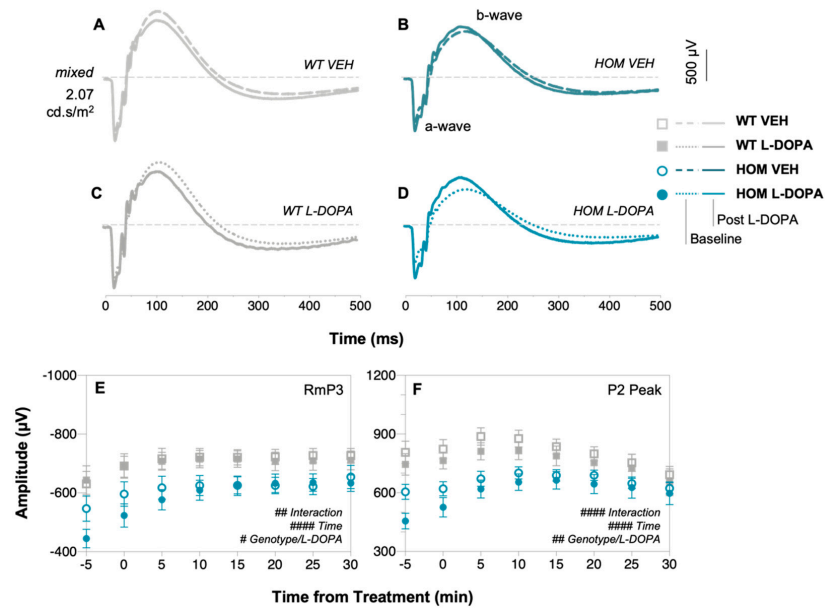 A
WT VEH
mixed
2.07
cd.s/m²
B
b-wave
HOM VEH
a-wave
500 µV
WT VEH
WT L-DOPA
HOM VEH
HOM L-DOPA
Post L-DOPA
Baseline
C
WT L-DOPA
D
HOM L-DOPA
0 100 200 300 400 500
0 100 200 300 400 500
Time (ms)
E
RmP3
-1000
-800
-600
-400
Amplitude (µV)
## Interaction
#### Time
# Genotype/L-DOPA
-5 0 5 10 15 20 25 30
F
P2 Peak
1200
900
600
300
#### Interaction
#### Time
## Genotype/L-DOPA
-5 0 5 10 15 20 25 30
Time from Treatment (min)